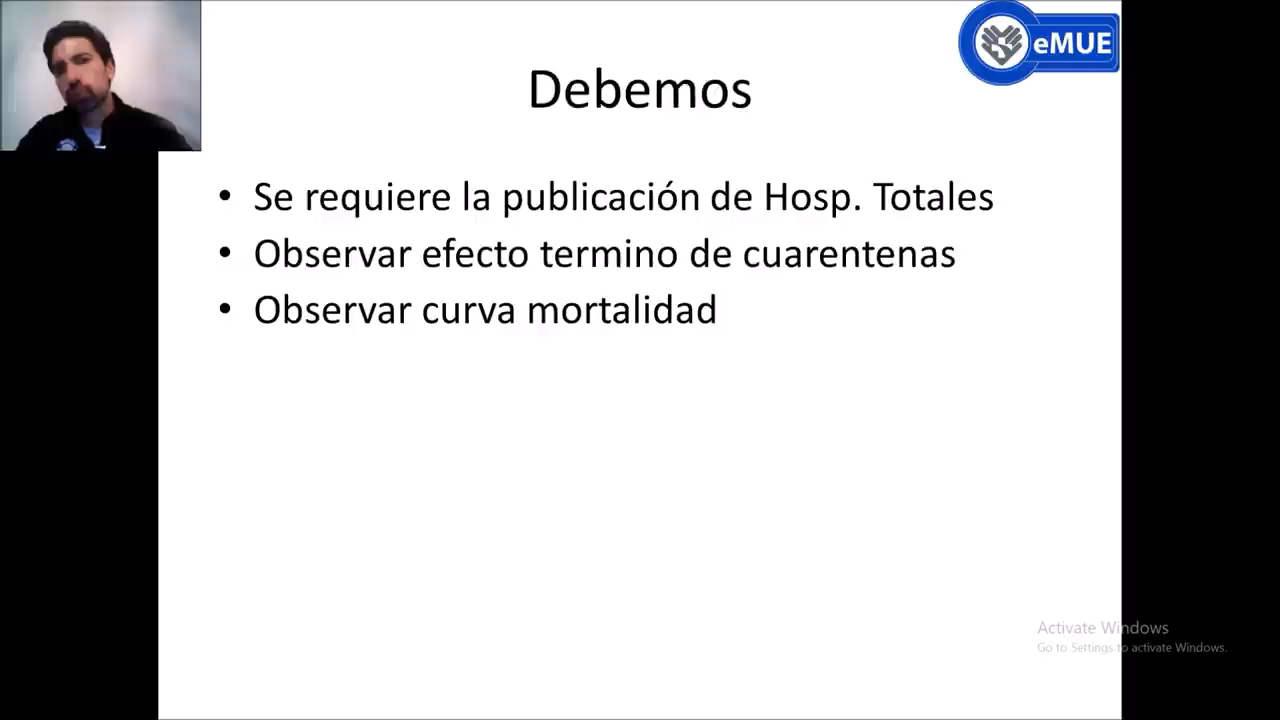 eMUE
Debemos
• Se requiere la publicación de Hosp. Totales
• Observar efecto termino de cuarentenas
• Observar curva mortalidad
Activate Windows
Go to Settings to activate Windows.